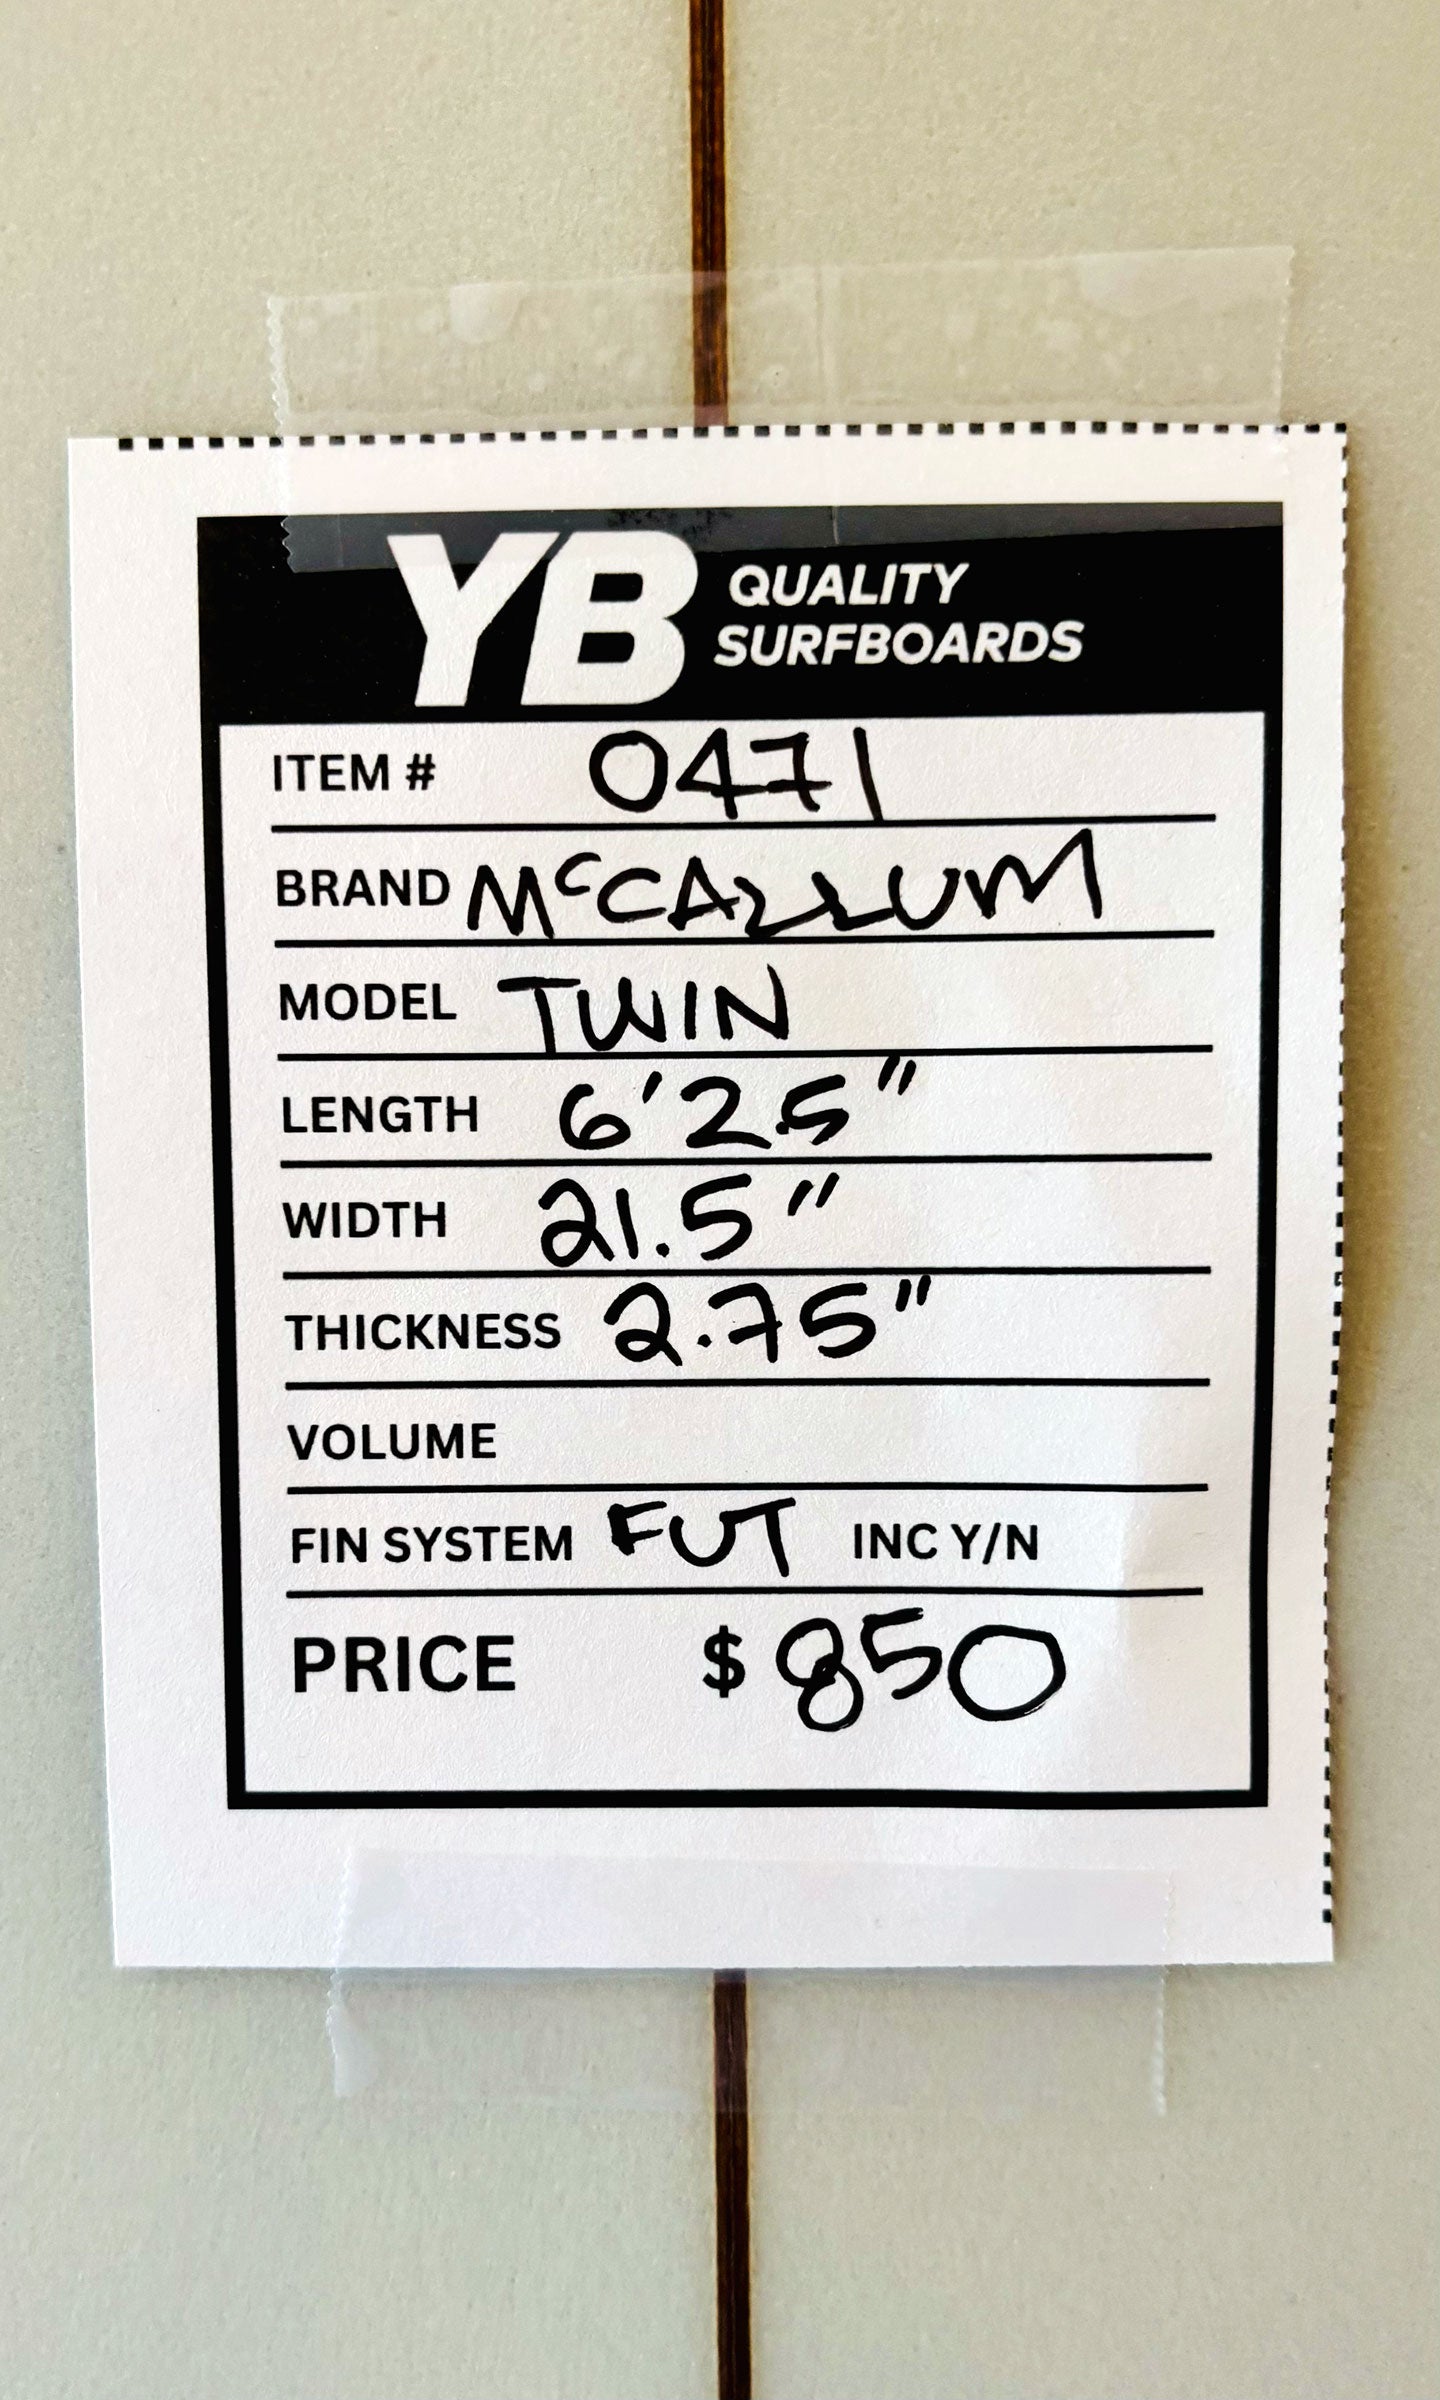 YB QUALITY
SURFBOARDS
ITEM # 0471
BRAND McCALLUM
MODEL TWIN
LENGTH 6'2.5"
WIDTH 21.5"
THICKNESS 2.75"
VOLUME
FIN SYSTEM FUT INC Y/N
PRICE $ 850